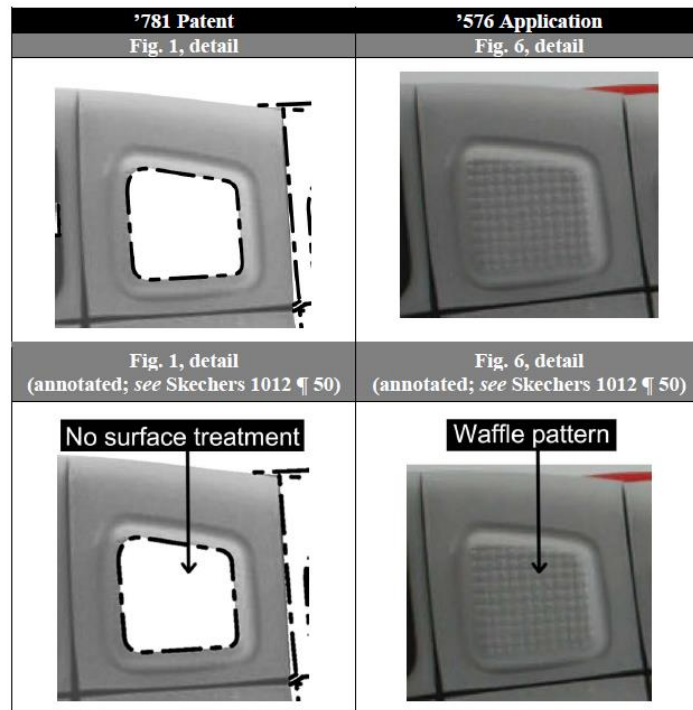 ’781 Patent
’576 Application
Fig. 1, detail
Fig. 6, detail
Fig. 1, detail
(annotated; see Skechers 1012 ¶ 50)
Fig. 6, detail
(annotated; see Skechers 1012 ¶ 50)
No surface treatment
Waffle pattern